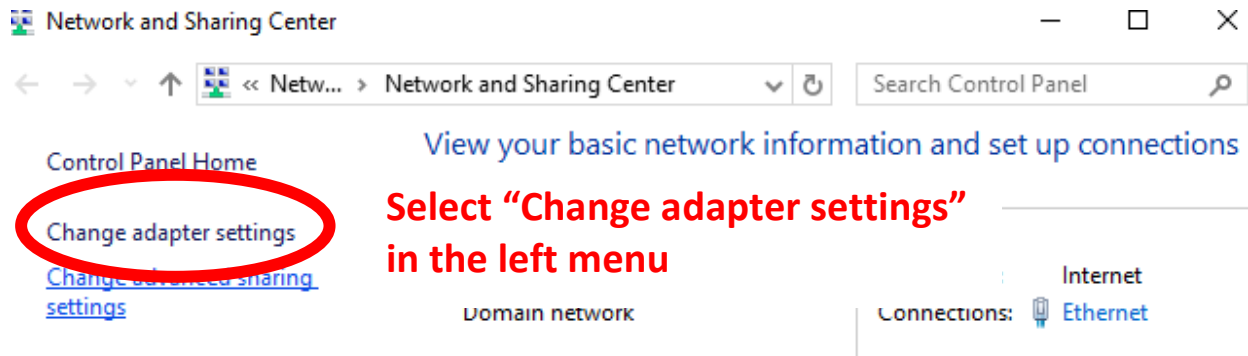 Network and Sharing Center
« Netw... > Network and Sharing Center
Search Control Panel
Control Panel Home
View your basic network information and set up connections
Change adapter settings
Select “Change adapter settings”
in the left menu
Change advanced sharing
settings
Internet
Domain network
Connections: Ethernet